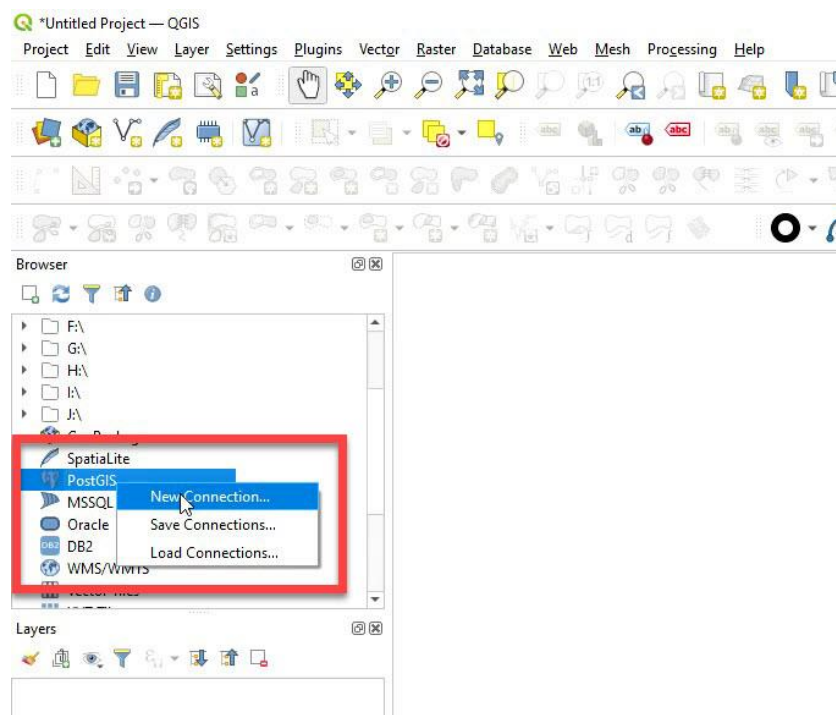 *Untitled Project — QGIS
Project Edit View Layer Settings Plugins Vector Raster Database Web Mesh Processing Help
Browser
F:\
G:\
H:\
I:\
J:\
SpatiaLite
PostGIS
New Connection...
MSSQL
Oracle
Save Connections...
DB2
Load Connections...
WMS/WMTS
Layers